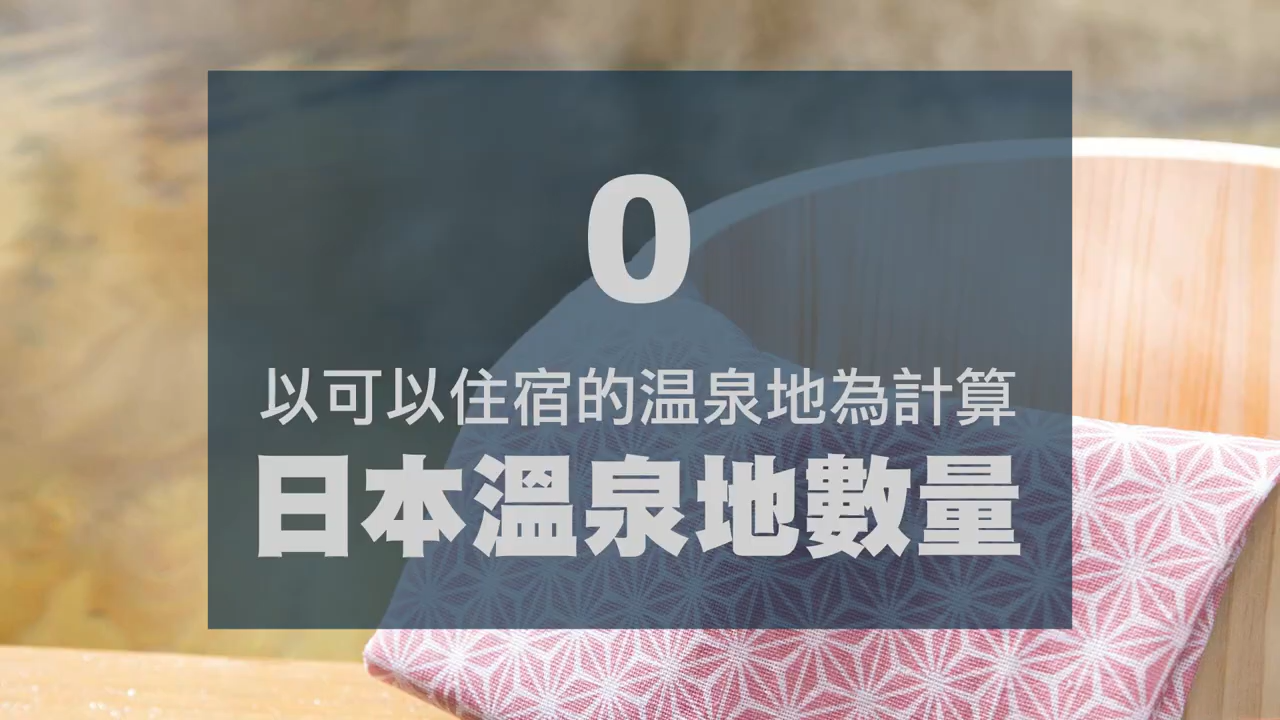 0
以可以住宿的温泉地為計算
日本溫泉地數量